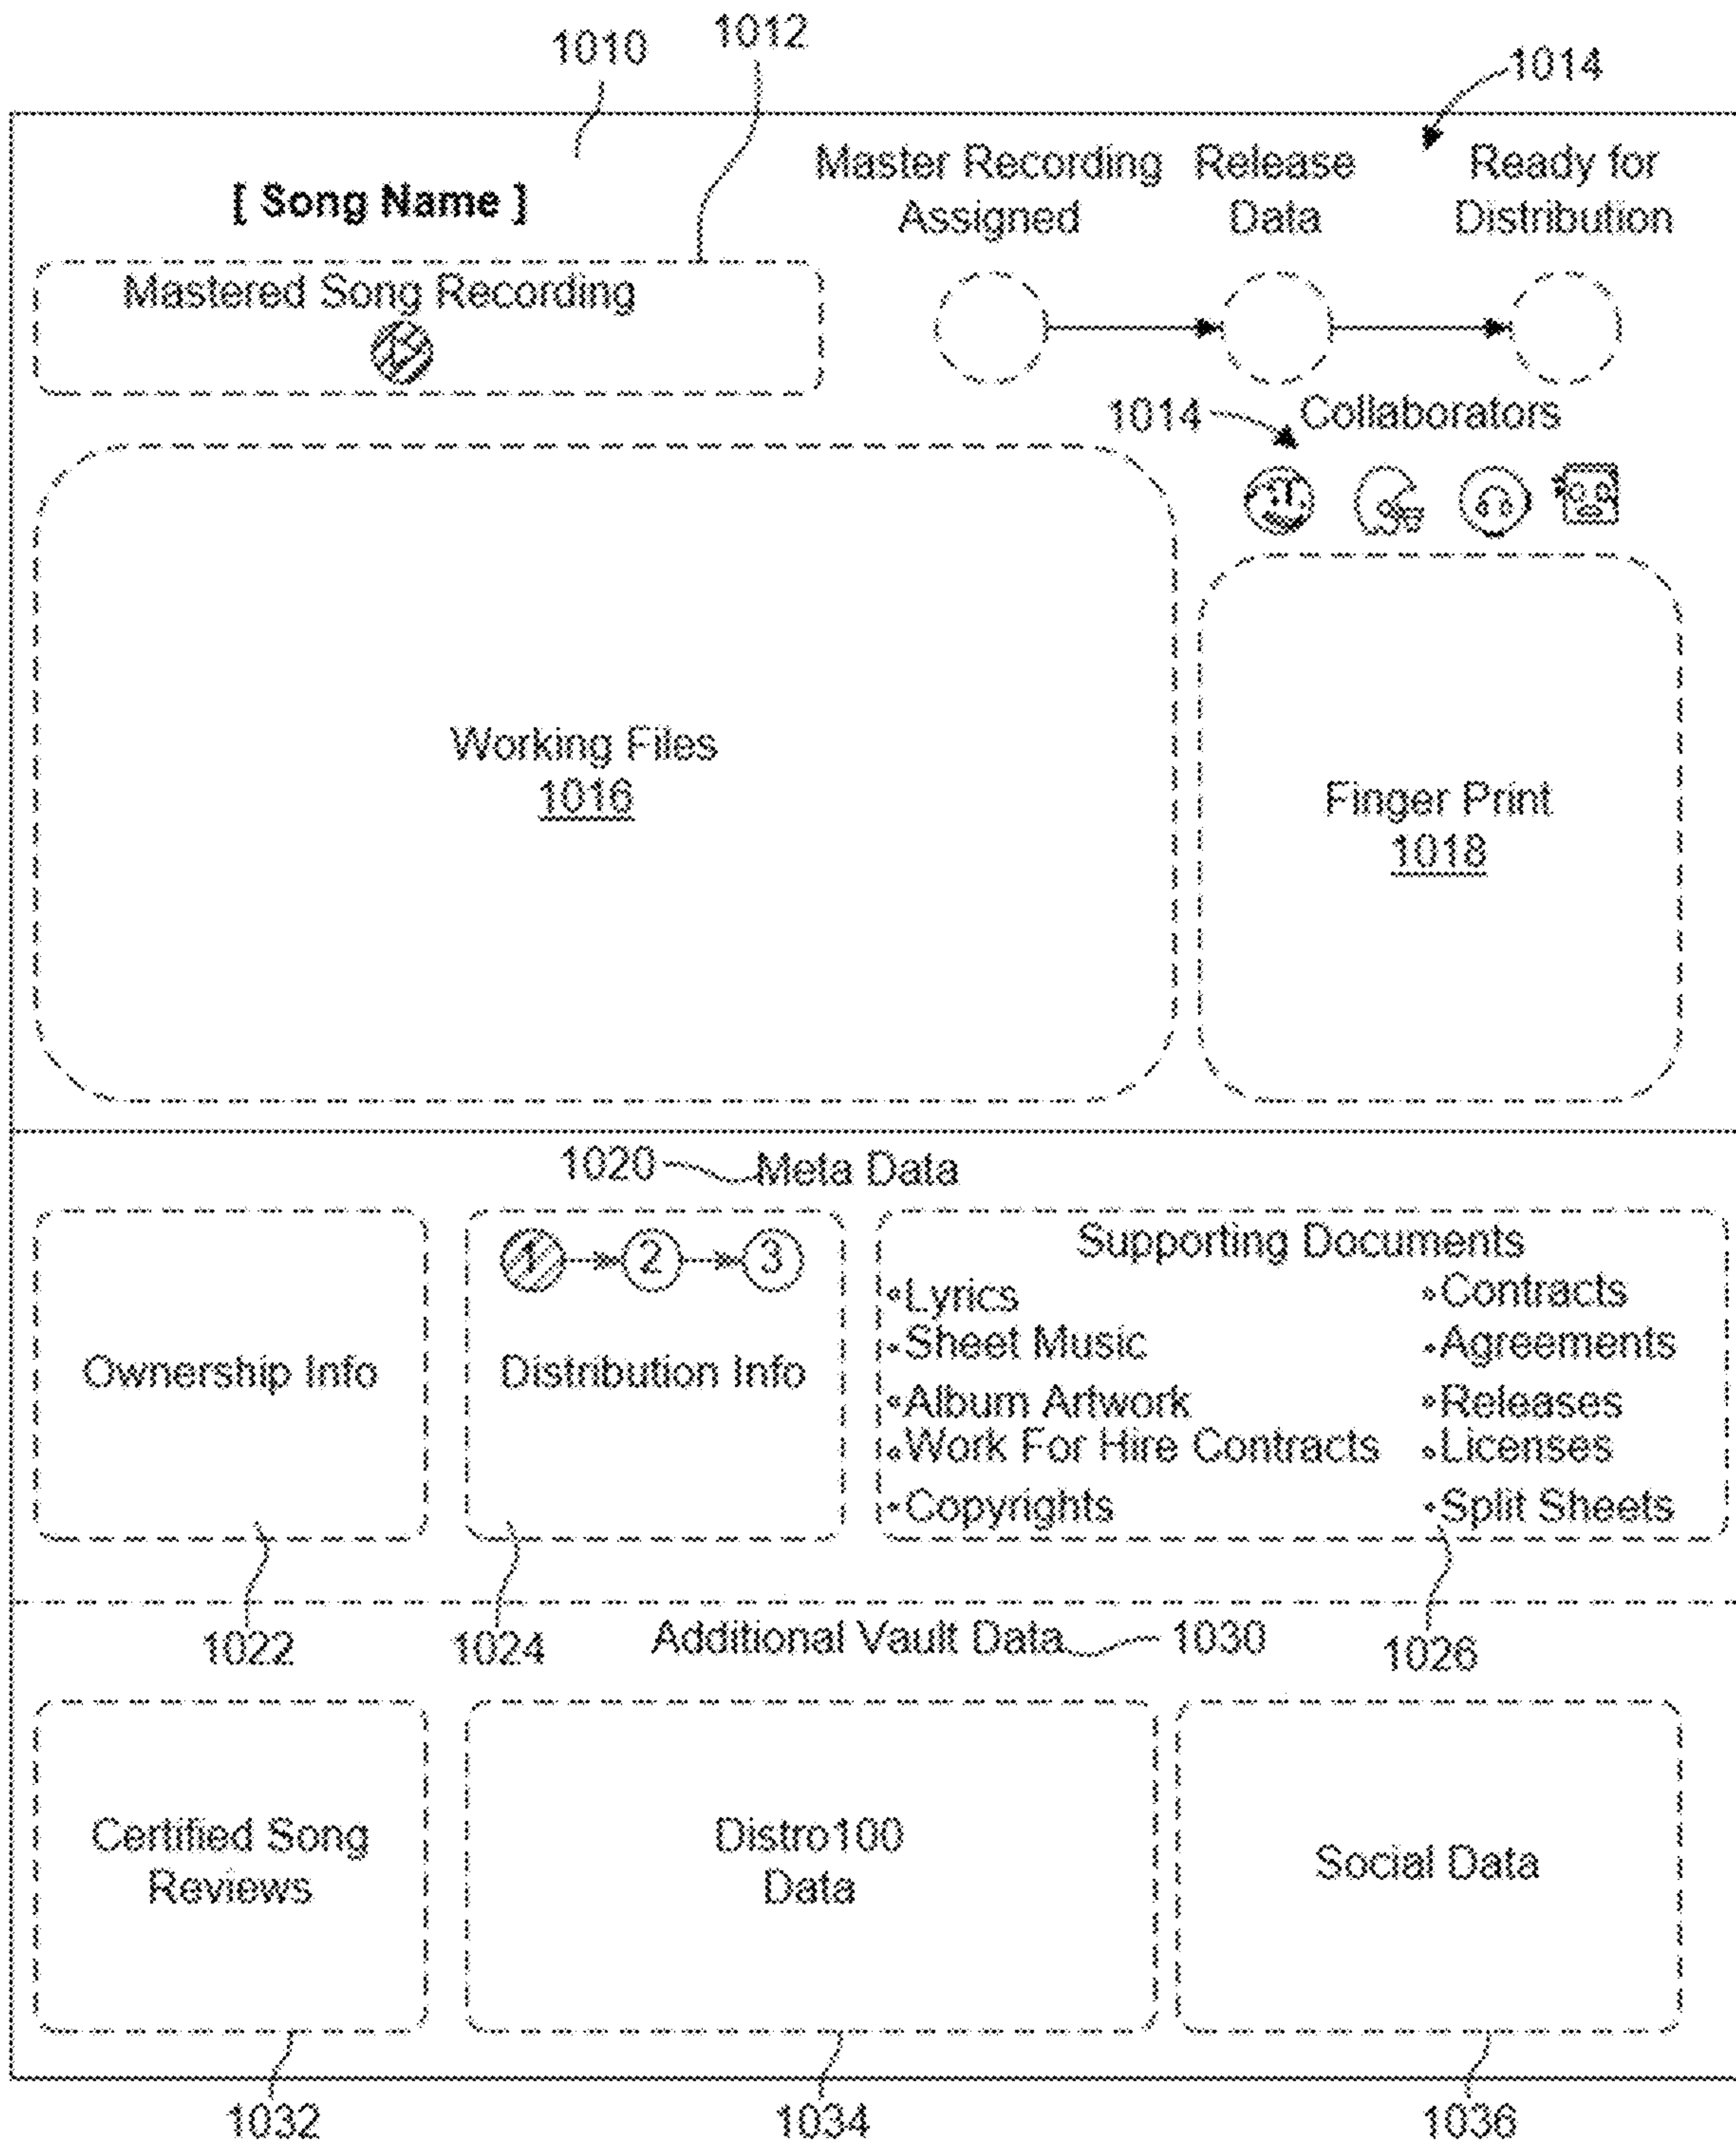 1010
1012
1014
[ Song Name ]
Master Recording
Assigned
Release
Data
Ready for
Distribution
Mastered Song Recording
1014
Collaborators
Working Files
1016
Finger Print
1018
1020
Meta Data
Ownership Info
1
2
3
Distribution Info
Supporting Documents
•Lyrics
•Sheet Music
•Album Artwork
•Work For Hire Contracts
•Copyrights
•Contracts
•Agreements
•Releases
•Licenses
•Split Sheets
1022
1024
Additional Vault Data
1030
1026
Certified Song
Reviews
Distro100
Data
Social Data
1032
1034
1036